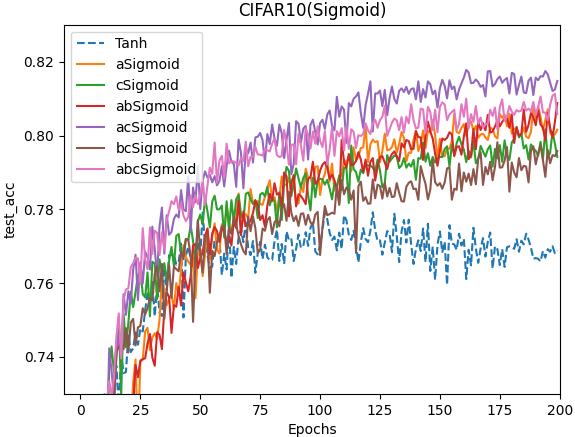 CIFAR10(Sigmoid)
Tanh
aSigmoid
cSigmoid
abSigmoid
acSigmoid
bcSigmoid
abcSigmoid
test_acc
0.82
0.80
0.78
0.76
0.74
0 25 50 75 100 125 150 175 200
Epochs